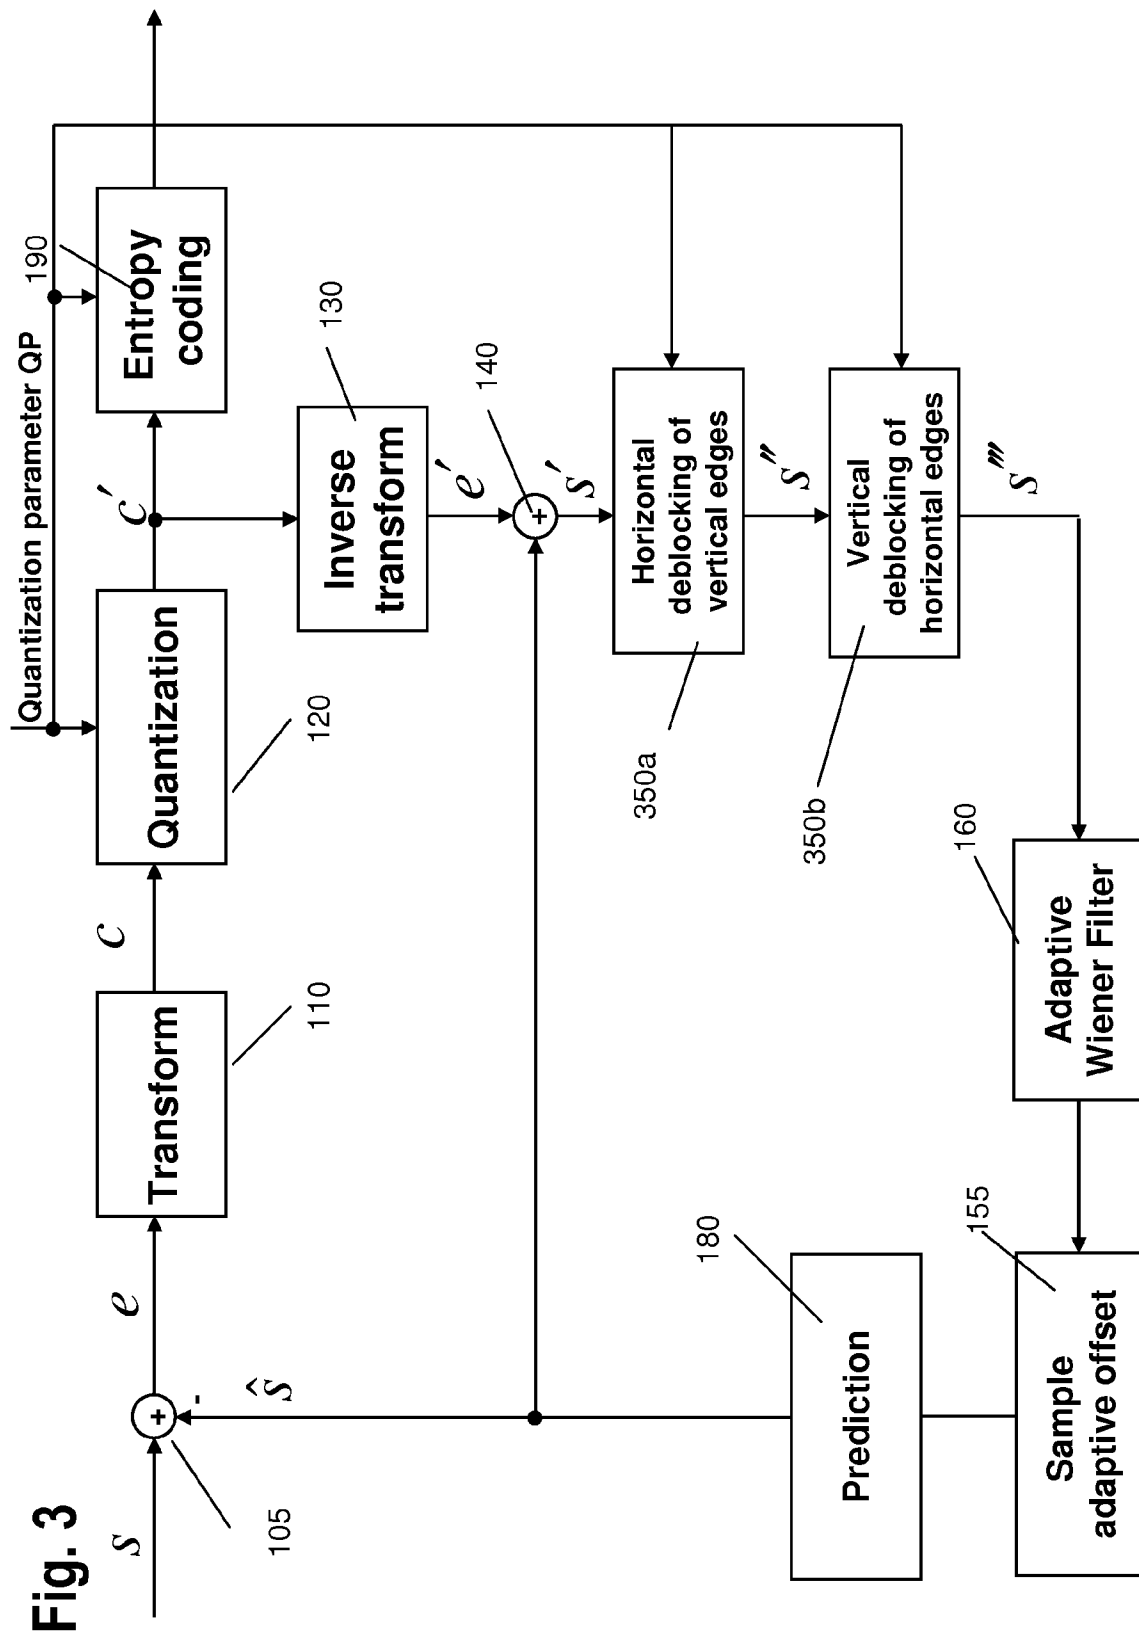 Fig. 3
s
105
+
-
ŝ
e
Transform
110
c
Quantization
120
Quantization parameter QP
c′
Entropy
coding
190
Inverse
transform
130
e′
+
140
s′
Horizontal
deblocking of
vertical edges
350a
s″
Vertical
deblocking of
horizontal edges
350b
s‴
Adaptive
Wiener Filter
160
Sample
adaptive offset
155
Prediction
180